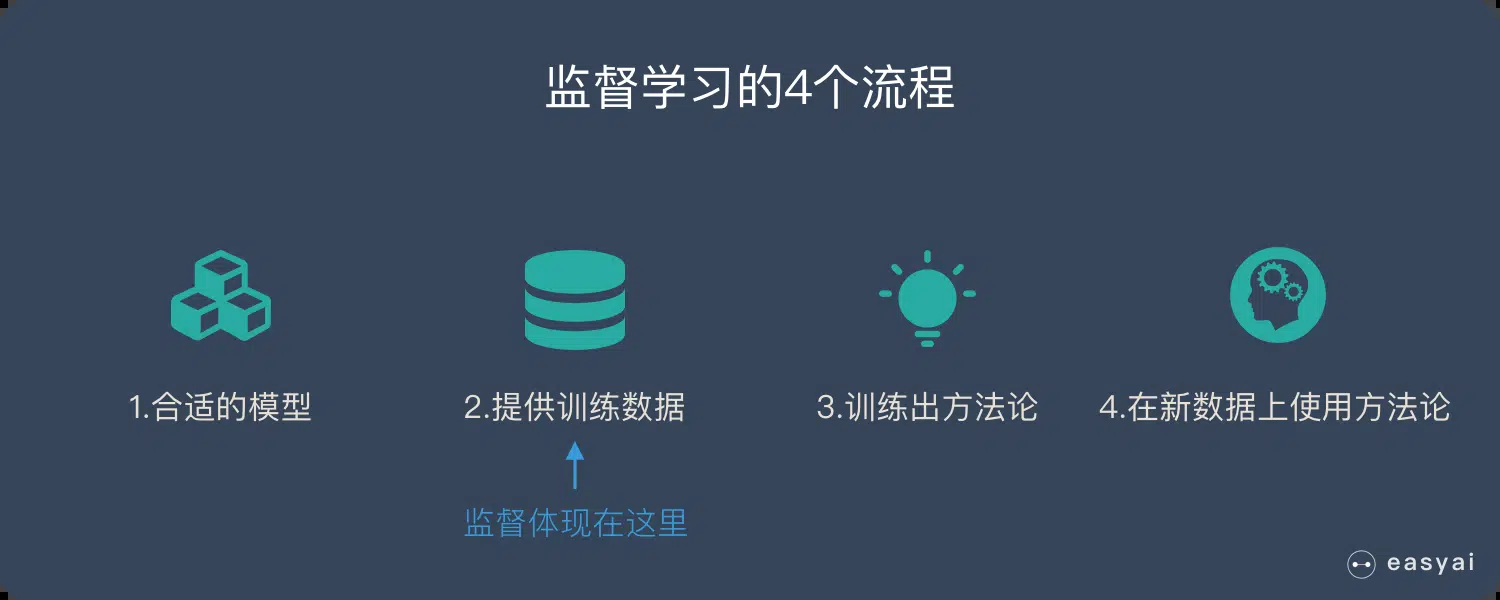 监督学习的4个流程
1.合适的模型
2.提供训练数据
3.训练出方法论
4.在新数据上使用方法论
监督体现在这里
easyai